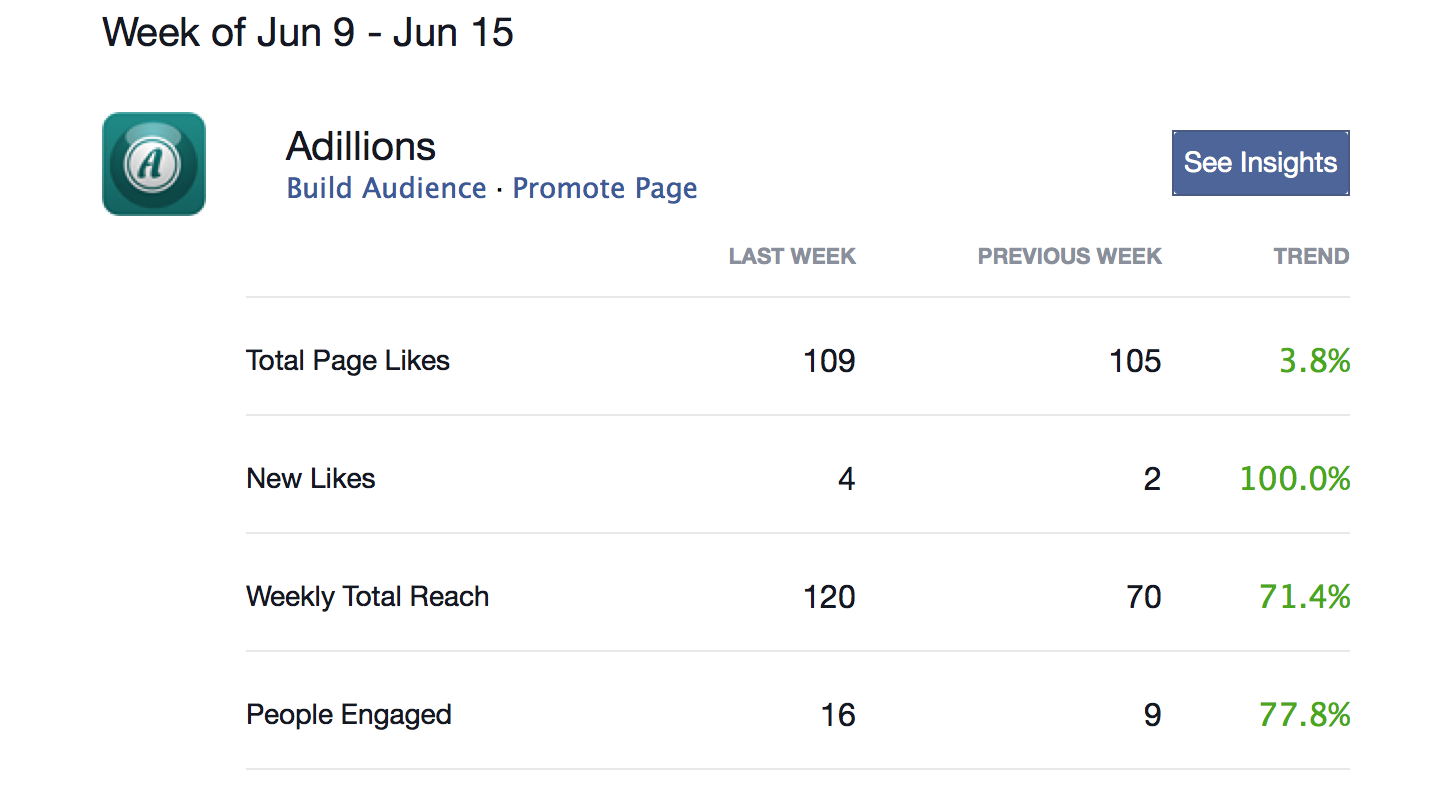 Week of Jun 9 - Jun 15
A
Adillions
Build Audience · Promote Page
See Insights
LAST WEEK PREVIOUS WEEK TREND
Total Page Likes 109 105 3.8%
New Likes 4 2 100.0%
Weekly Total Reach 120 70 71.4%
People Engaged 16 9 77.8%